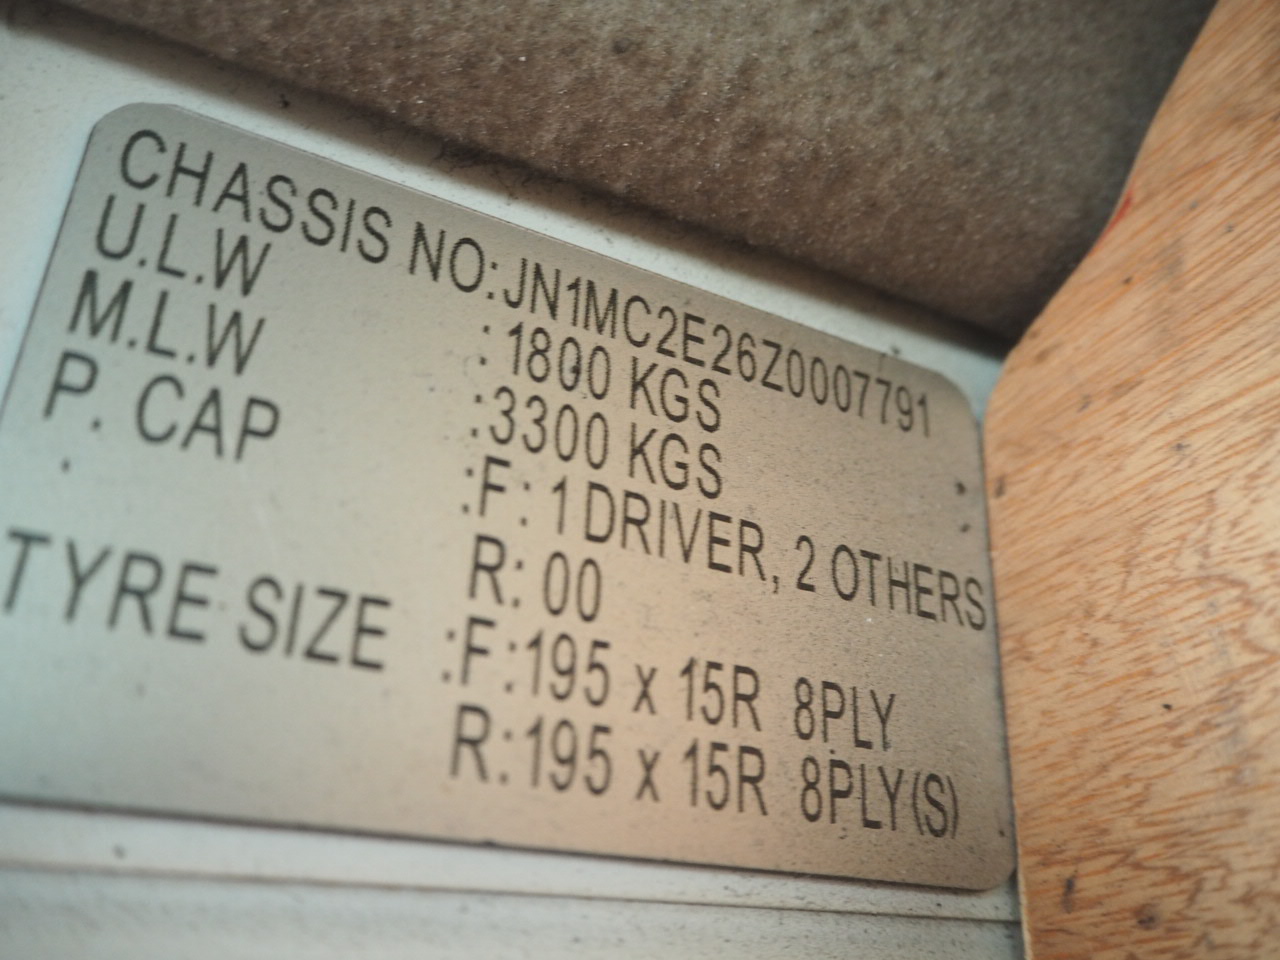 CHASSIS NO:JN1MC2E26Z0007791
U.L.W : 1800 KGS
M.L.W :3300 KGS
P. CAP :F: 1 DRIVER, 2 OTHERS
R: 00
TYRE SIZE :F:195 x 15R 8PLY
R:195 x 15R 8PLY(S)